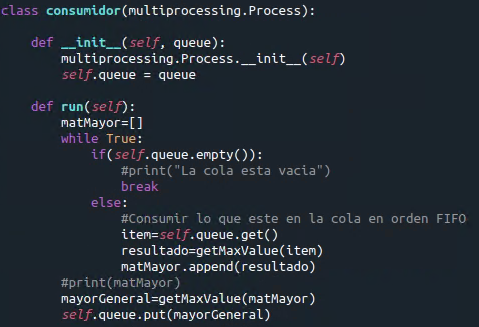 class consumidor(multiprocessing.Process):
    def __init__(self, queue):
        multiprocessing.Process.__init__(self)
        self.queue = queue
    def run(self):
        matMayor=[]
        while True:
            if(self.queue.empty()):
                #print("La cola esta vacia")
                break
            else:
                #Consumir lo que este en la cola en orden FIFO
                item=self.queue.get()
                resultado=getMaxValue(item)
                matMayor.append(resultado)
        #print(matMayor)
        mayorGeneral=getMaxValue(matMayor)
        self.queue.put(mayorGeneral)